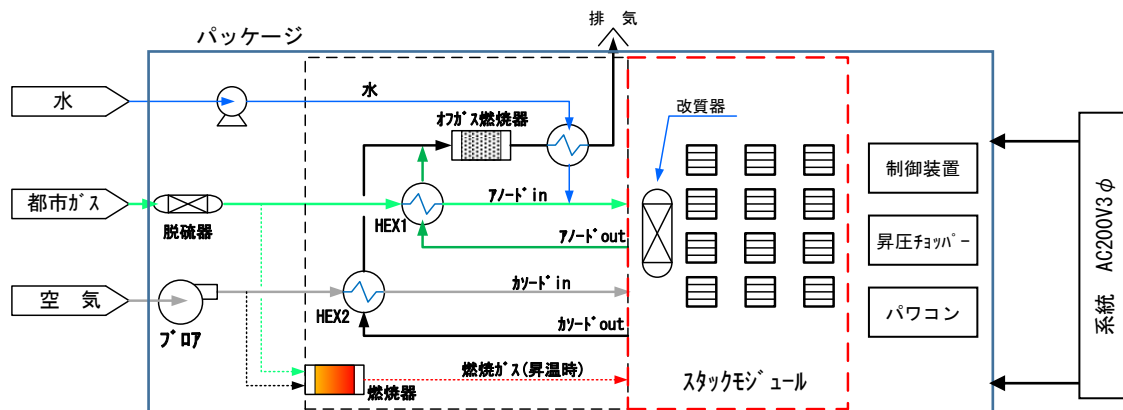 排 気
パッケージ
水
水
改質器
オフガス燃焼器
制御装置
都市ガス
アノードin
脱硫器
HEX1
アノードout
昇圧チョッパー
空 気
カソードin
HEX2
パワコン
ブロア
カソードout
燃焼ガス(昇温時)
燃焼器
スタックモジュール
系統 AC200V3φ